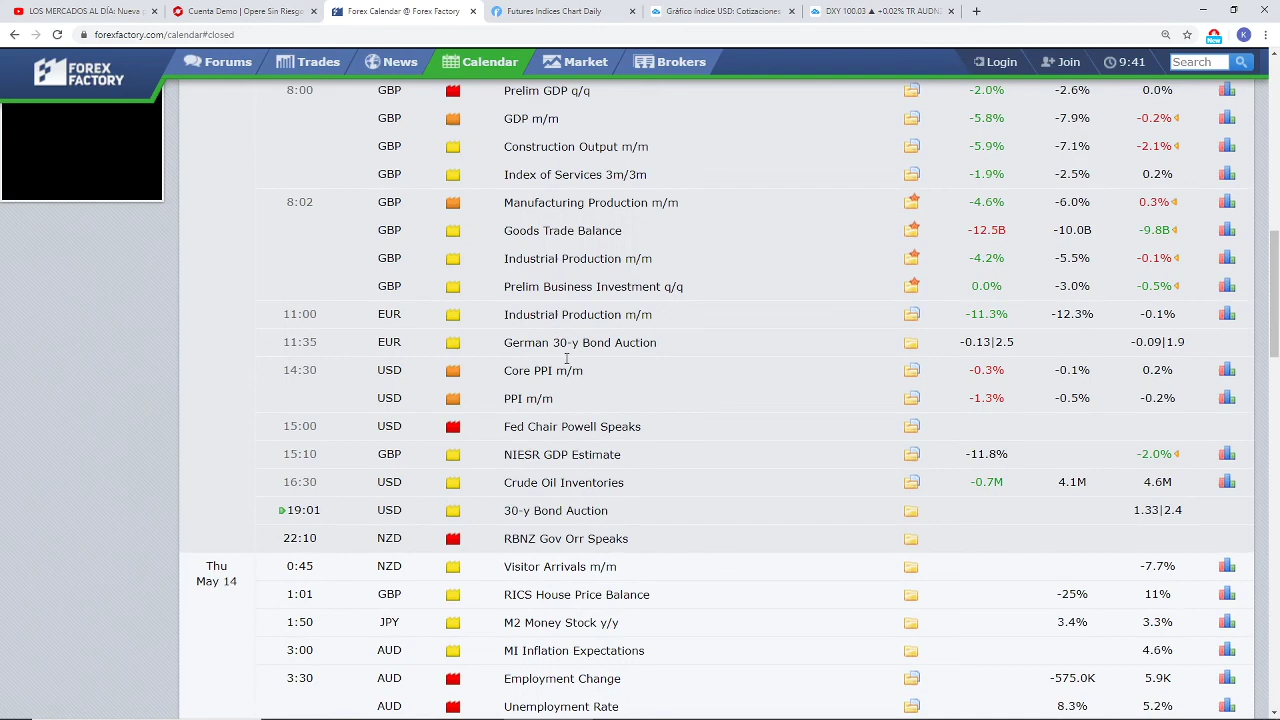 LOS MERCADOS AL DÍA: Nueva
Cuenta Demo | Opere Sin Riesgo
Forex Calendar @ Forex Factory
Futures Indices Chart Daily
Gráfico Índice USD: Cotizaciones
DXY 100.03 ▲ +0.02% TR AUDN
forexfactory.com/calendar#closed
New
K
FOREX FACTORY
Forums Trades News Calendar Market Brokers Login Join 9:41 Search
8:00 GBP Prelim GDP q/q -2.0% -2.6% 0.0%
GBP GDP m/m -5.8% -7.9% -0.2%
GBP Construction Output m/m -5.9% -7.1% -2.1%
GBP Index of Services 3m/3m -1.9% -2.5% 0.2%
8:02 GBP Manufacturing Production m/m -4.6% -6.0%
GBP Goods Trade Balance -12.5B -10.0B
GBP Industrial Production m/m -4.2% -5.5% -0.1%
GBP Prelim Business Investment q/q 0.0% -3.0% -0.5%
11:00 EUR Industrial Production m/m -11.3% -12.3% -0.1%
11:35 EUR German 30-y Bond Auction -0.13|2.5 -0.09|1.9
14:30 USD Core PPI m/m -0.3% -0.1% 0.2%
USD PPI m/m -1.3% -0.5% -0.2%
15:00 USD Fed Chair Powell Speaks
15:10 GBP NIESR GDP Estimate -11.8% -2.0%
16:30 USD Crude Oil Inventories -0.7M 4.1M
19:01 USD 30-y Bond Auction 1.33|2.4
22:10 NZD RBNZ Gov Orr Speaks
Thu
May 14
0:45 NZD Visitor Arrivals m/m -7.7%
1:01 GBP RICS House Price Balance -25% 11%
1:50 JPY M2 Money Stock y/y 3.4% 3.3%
3:00 AUD MI Inflation Expectations 4.6%
3:30 AUD Employment Change -575.0K
AUD Unemployment Rate 8.3% 5.2%